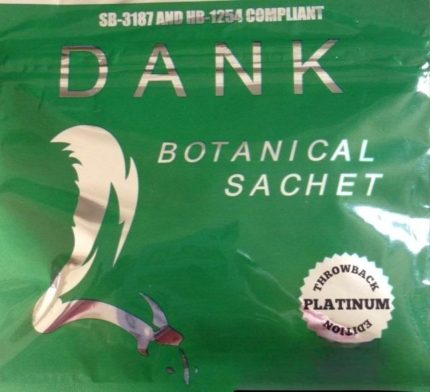 SB-3187 AND HB-1254 COMPLIANT
DANK
BOTANICAL
SACHET
THROWBACK
PLATINUM
EDITION